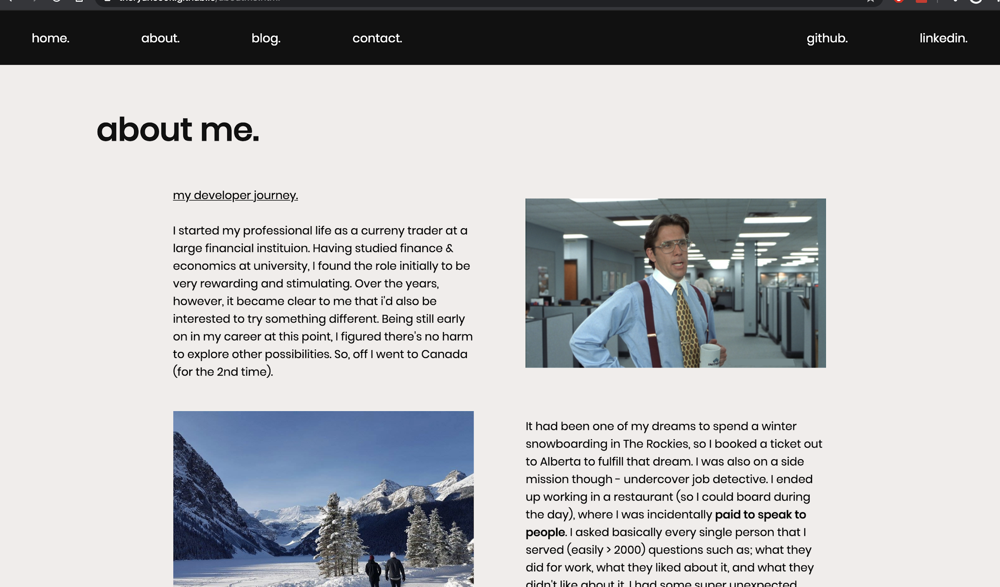 home.
about.
blog.
contact.
github.
linkedin.
about me.
my developer journey.
I started my professional life as a curreny trader at a
large financial instituion. Having studied finance &
economics at university, I found the role initially to be
very rewarding and stimulating. Over the years,
however, it became clear to me that i'd also be
interested to try something different. Being still early
on in my career at this point, I figured there's no harm
to explore other possibilities. So, off I went to Canada
(for the 2nd time).
It had been one of my dreams to spend a winter
snowboarding in The Rockies, so I booked a ticket out
to Alberta to fulfill that dream. I was also on a side
mission though - undercover job detective. I ended
up working in a restaurant (so I could board during
the day), where I was incidentally paid to speak to
people. I asked basically every single person that I
served (easily > 2000) questions such as; what they
did for work, what they liked about it, and what they
didn't like about it. I had some super unexpected